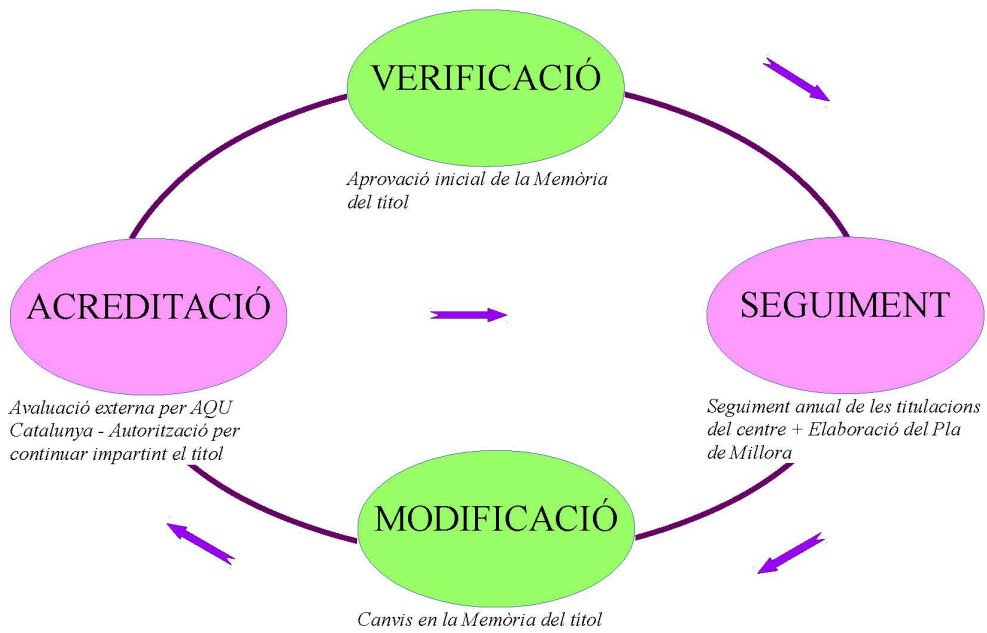 VERIFICACIÓ
Aprovació inicial de la Memòria
del títol
ACREDITACIÓ
Avaluació externa per AQU
Catalunya - Autorització per
continuar impartint el títol
SEGUIMENT
Seguiment anual de les titulacions
del centre + Elaboració del Pla
de Millora
MODIFICACIÓ
Canvis en la Memòria del títol